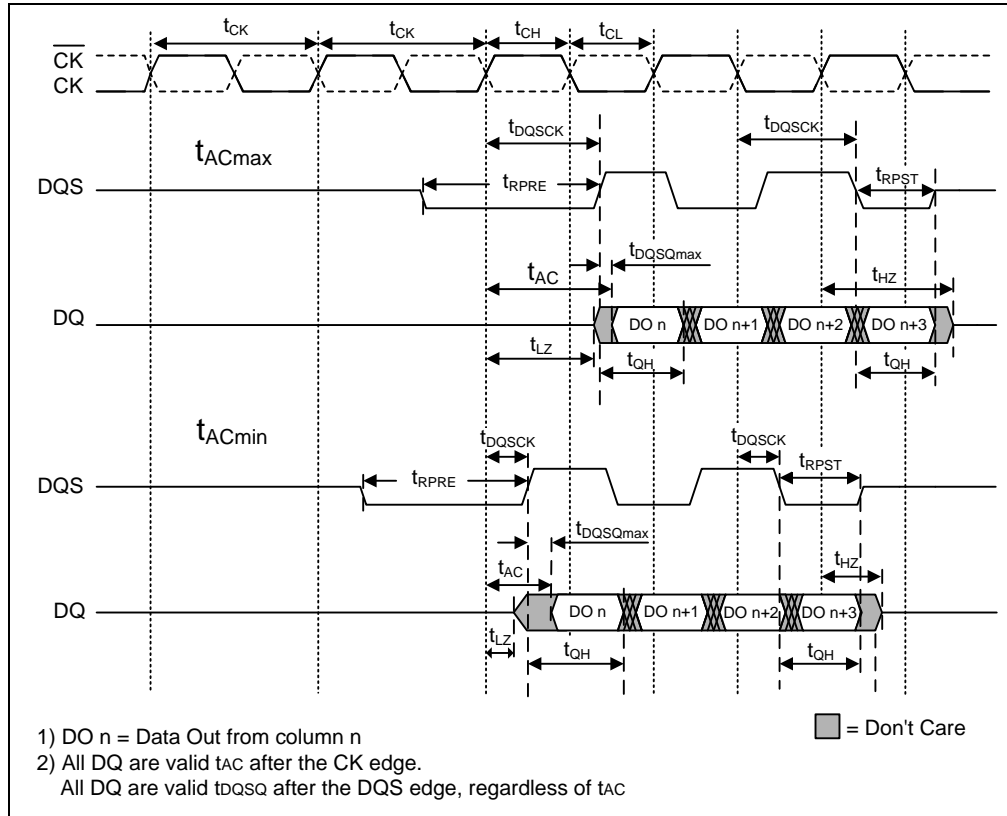 tCK tCK tCH tCL
CK
CK
tDQSCK tDQSCK
tACmax
DQS tRPRE tRPST
tDQSQmax
tAC tHZ
DQ DO n DO n+1 DO n+2 DO n+3
tLZ tQH tQH
tACmin
tDQSCK tDQSCK
DQS tRPRE tRPST
tDQSQmax
tAC tHZ
DQ DO n DO n+1 DO n+2 DO n+3
tLZ tQH tQH
1) DO n = Data Out from column n
= Don't Care
2) All DQ are valid tAC after the CK edge.
All DQ are valid tDQSQ after the DQS edge, regardless of tAC